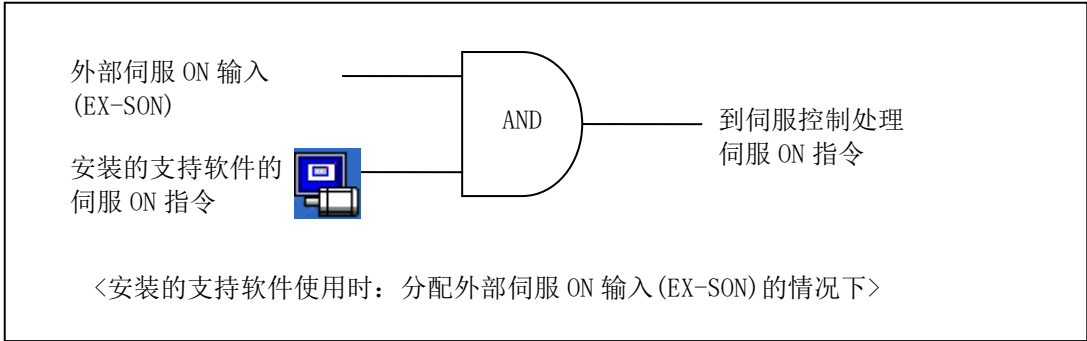 外部伺服 ON 输入
(EX-SON)
AND
到伺服控制处理
伺服 ON 指令
安装的支持软件的
伺服 ON 指令
<安装的支持软件使用时：分配外部伺服 ON 输入(EX-SON)的情况下>